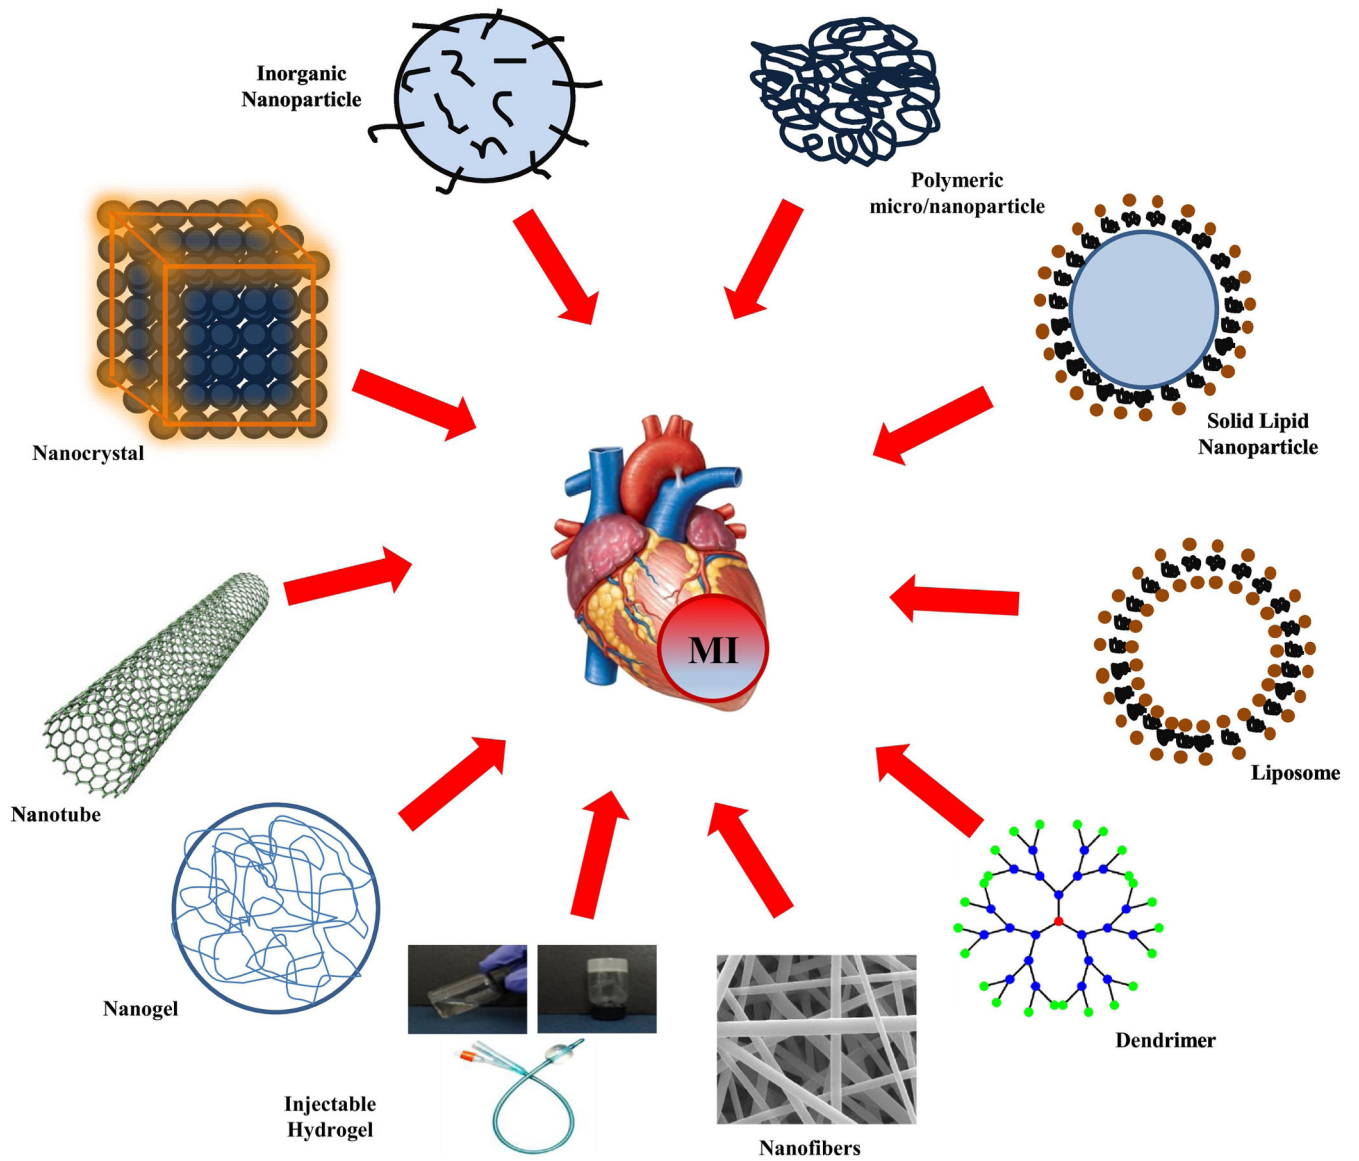 Inorganic
Nanoparticle
Polymeric
micro/nanoparticle
Solid Lipid
Nanoparticle
Nanocrystal
MI
Liposome
Nanotube
Nanogel
Dendrimer
Injectable
Hydrogel
Nanofibers